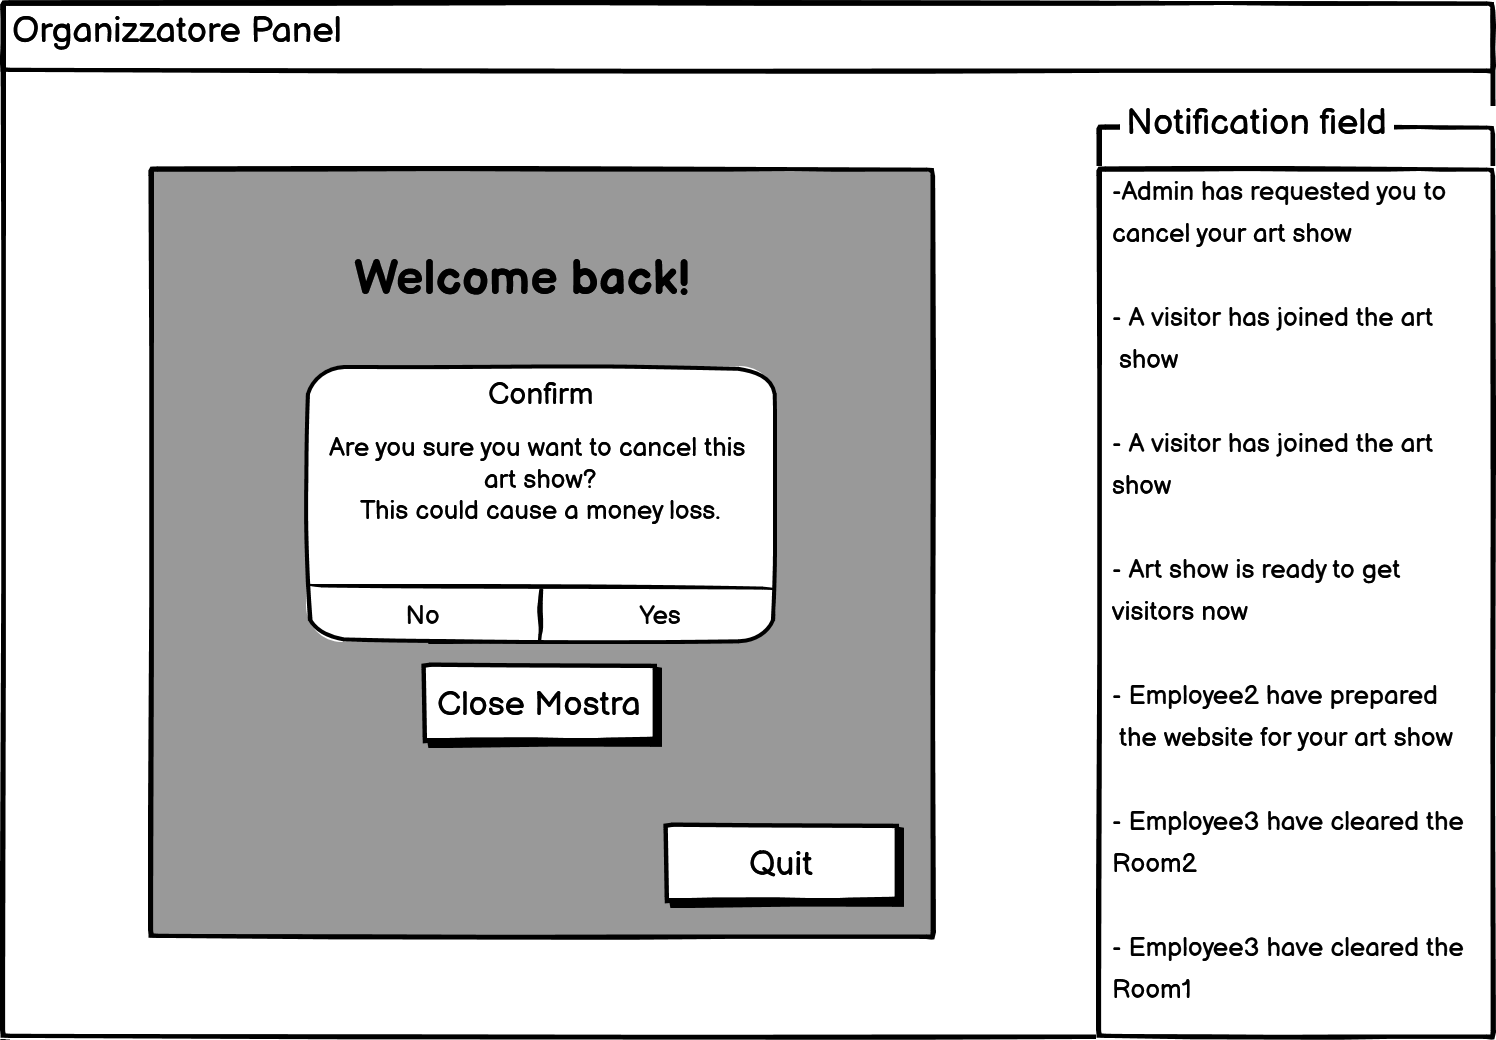 Organizzatore Panel
Welcome back!
Confirm
Are you sure you want to cancel this
art show?
This could cause a money loss.
No
Yes
Close Mostra
Quit
Notification field
-Admin has requested you to
cancel your art show
- A visitor has joined the art
show
- A visitor has joined the art
show
- Art show is ready to get
visitors now
- Employee2 have prepared
the website for your art show
- Employee3 have cleared the
Room2
- Employee3 have cleared the
Room1